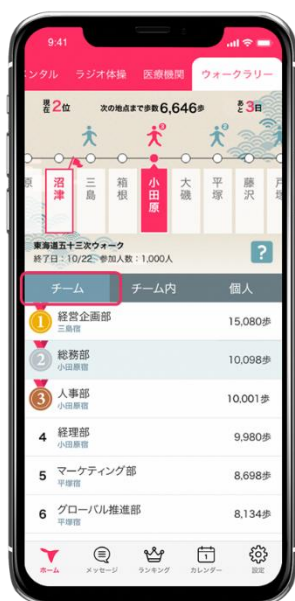 9:41
ンタル ラジオ体操 医療機関 ウォークラリー
現在2位 次の地点まで歩数6,646歩 あと3日
原 沼津 三島 箱根 小田原 大磯 平塚 藤沢 戸塚
東海道五十三次ウォーク
終了日：10/22 参加人数：1,000人
?
チーム チーム内 個人
1 経営企画部 15,080歩
三島宿
2 総務部 10,098歩
小田原宿
3 人事部 10,001歩
小田原宿
4 経理部 9,980歩
小田原宿
5 マーケティング部 8,698歩
平塚宿
6 グローバル推進部 8,134歩
平塚宿
ホーム メッセージ ランキング カレンダー 設定